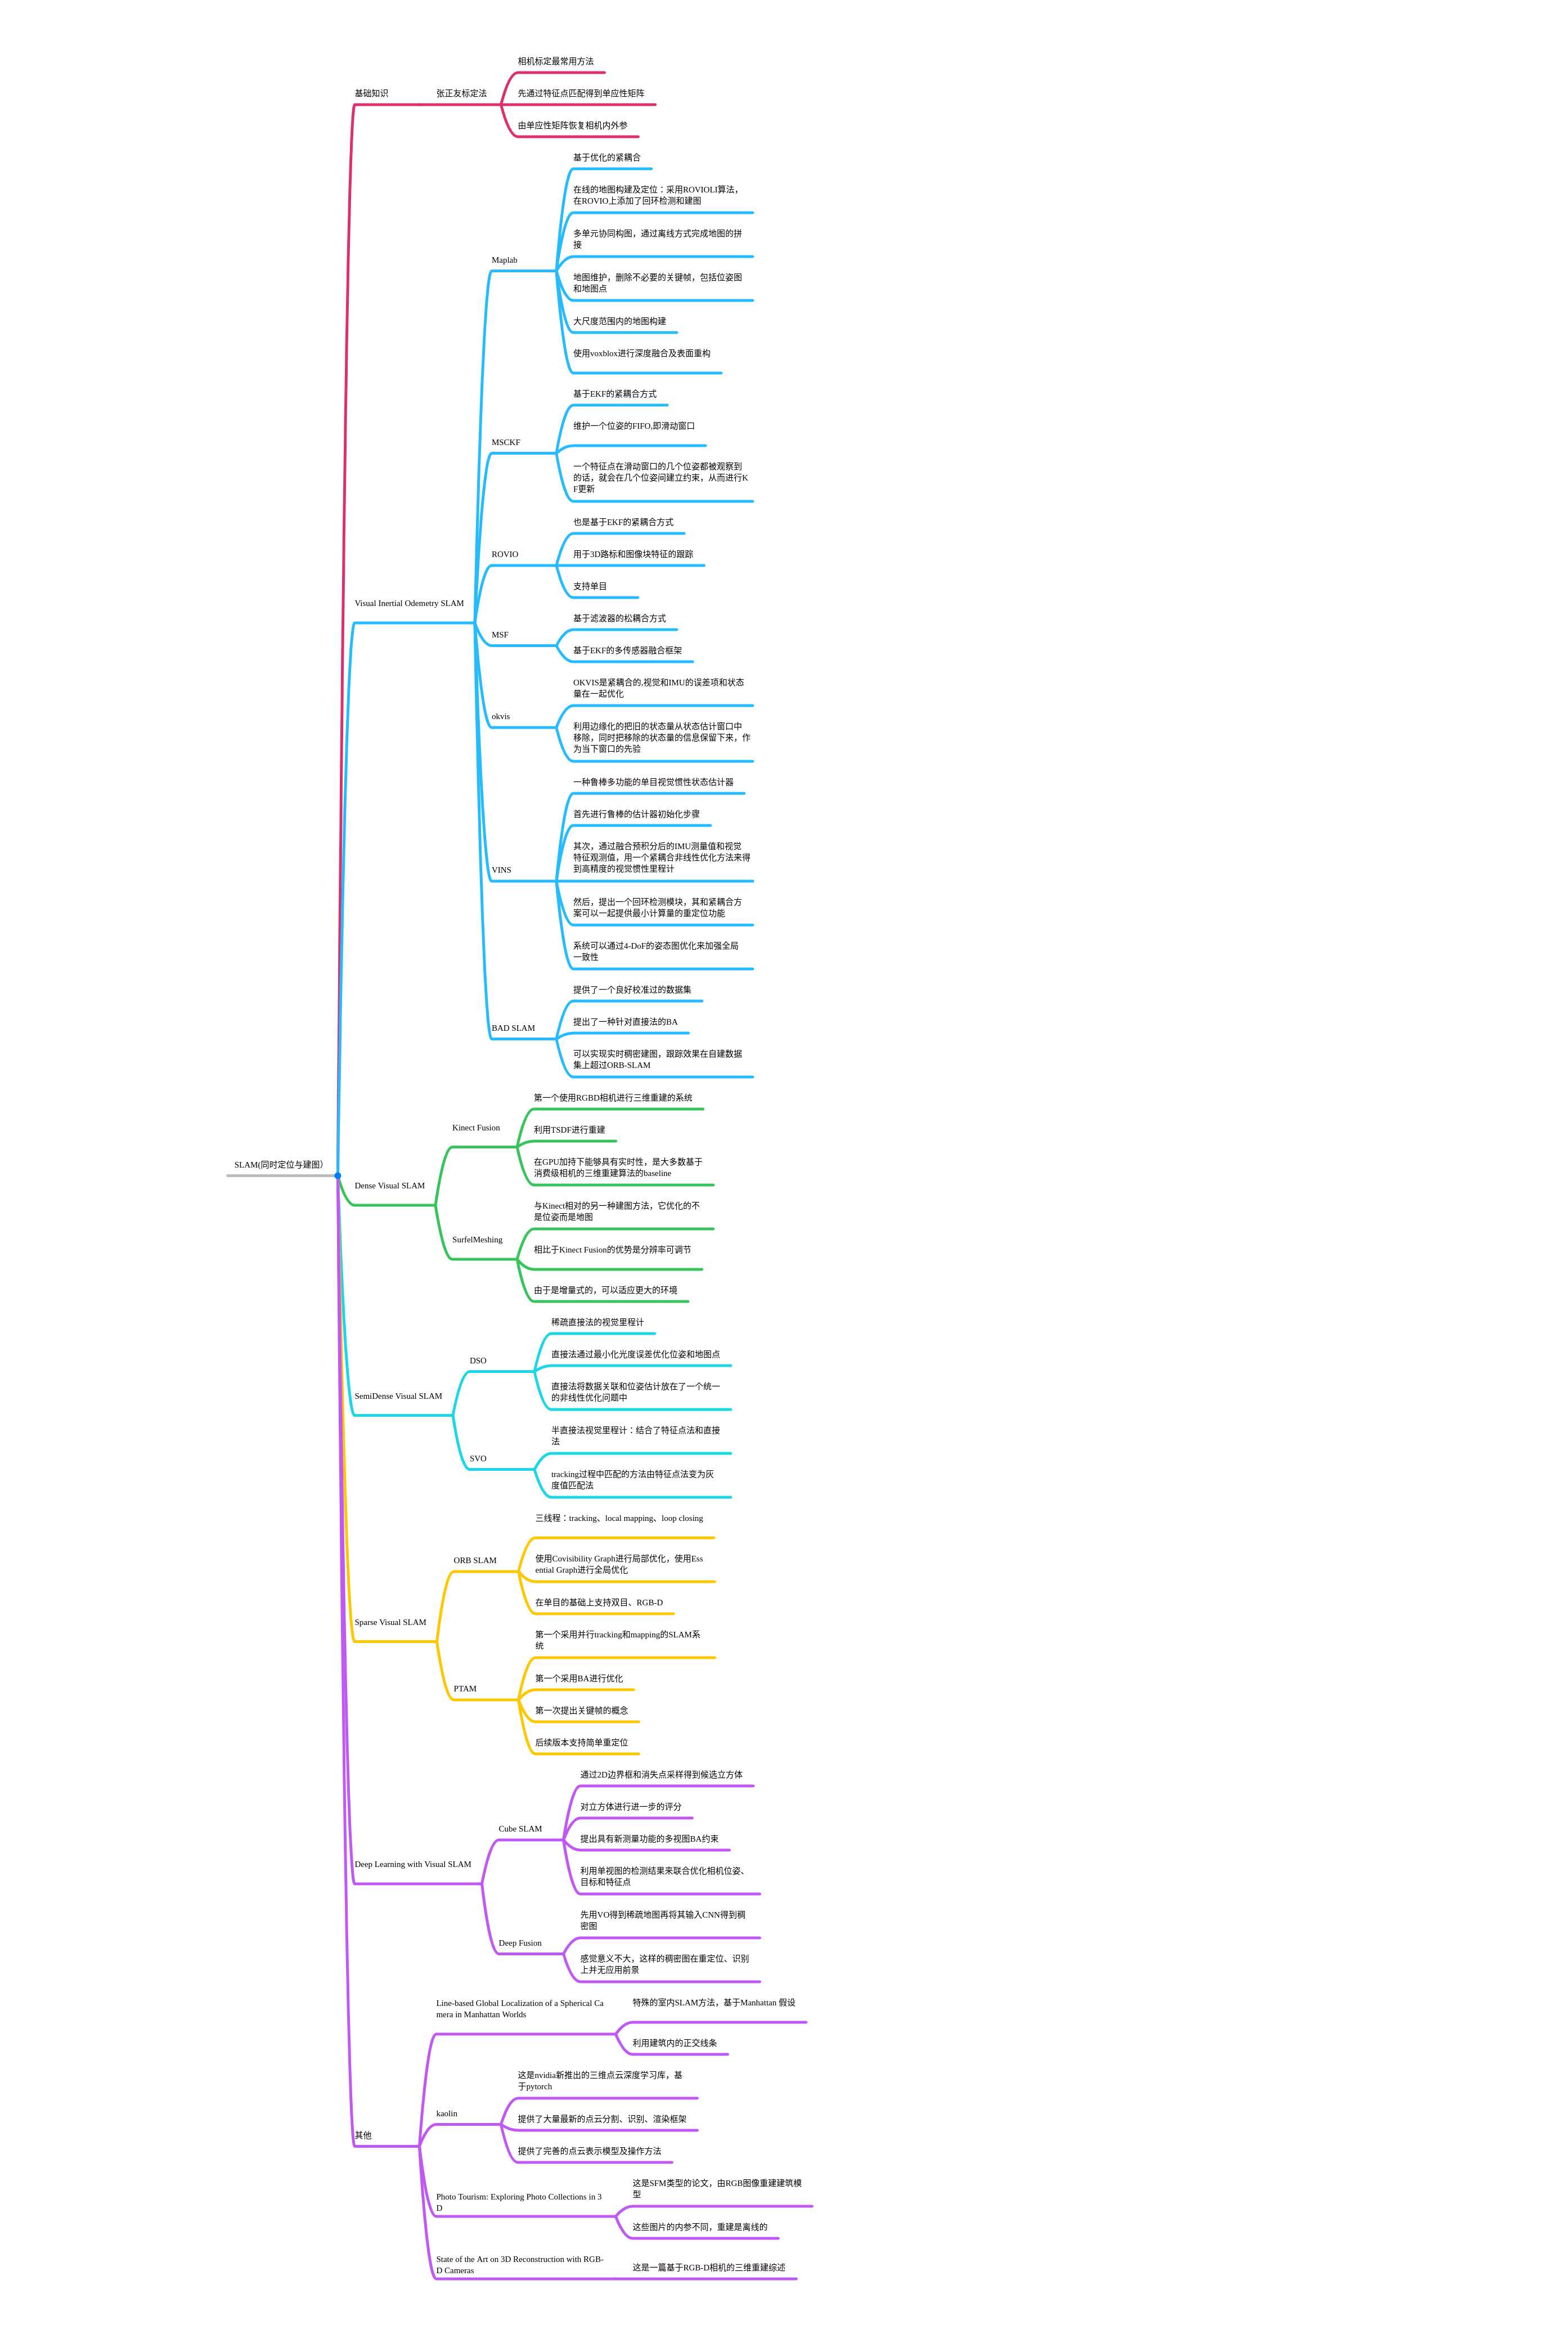 相机标定最常用方法
基础知识
张正友标定法
先通过特征点匹配得到单应性矩阵
由单应性矩阵恢复相机内外参
基于优化的紧耦合
在线的地图构建及定位：采用ROVIOLI算法，
在ROVIO上添加了回环检测和建图
多单元协同构图，通过离线方式完成地图的拼
接
Maplab
地图维护，删除不必要的关键帧，包括位姿图
和地图点
大尺度范围内的地图构建
使用voxblox进行深度融合及表面重构
基于EKF的紧耦合方式
维护一个位姿的FIFO,即滑动窗口
MSCKF
一个特征点在滑动窗口的几个位姿都被观察到
的话，就会在几个位姿间建立约束，从而进行K
F更新
也是基于EKF的紧耦合方式
ROVIO
用于3D路标和图像块特征的跟踪
支持单目
Visual Inertial Odemetry SLAM
基于滤波器的松耦合方式
MSF
基于EKF的多传感器融合框架
OKVIS是紧耦合的,视觉和IMU的误差项和状态
量在一起优化
okvis
利用边缘化的把旧的状态量从状态估计窗口中
移除，同时把移除的状态量的信息保留下来，作
为当下窗口的先验
一种鲁棒多功能的单目视觉惯性状态估计器
首先进行鲁棒的估计器初始化步骤
其次，通过融合预积分后的IMU测量值和视觉
特征观测值，用一个紧耦合非线性优化方法来得
到高精度的视觉惯性里程计
VINS
然后，提出一个回环检测模块，其和紧耦合方
案可以一起提供最小计算量的重定位功能
系统可以通过4-DoF的姿态图优化来加强全局
一致性
提供了一个良好校准过的数据集
提出了一种针对直接法的BA
BAD SLAM
可以实现实时稠密建图，跟踪效果在自建数据
集上超过ORB-SLAM
第一个使用RGBD相机进行三维重建的系统
Kinect Fusion
利用TSDF进行重建
在GPU加持下能够具有实时性，是大多数基于
消费级相机的三维重建算法的baseline
SLAM(同时定位与建图）
Dense Visual SLAM
与Kinect相对的另一种建图方法，它优化的不
是位姿而是地图
SurfelMeshing
相比于Kinect Fusion的优势是分辨率可调节
由于是增量式的，可以适应更大的环境
稀疏直接法的视觉里程计
直接法通过最小化光度误差优化位姿和地图点
DSO
直接法将数据关联和位姿估计放在了一个统一
的非线性优化问题中
SemiDense Visual SLAM
半直接法视觉里程计：结合了特征点法和直接
法
SVO
tracking过程中匹配的方法由特征点法变为灰
度值匹配法
三线程：tracking、local mapping、loop closing
ORB SLAM
使用Covisibility Graph进行局部优化，使用Ess
ential Graph进行全局优化
在单目的基础上支持双目、RGB-D
Sparse Visual SLAM
第一个采用并行tracking和mapping的SLAM系
统
第一个采用BA进行优化
PTAM
第一次提出关键帧的概念
后续版本支持简单重定位
通过2D边界框和消失点采样得到候选立方体
对立方体进行进一步的评分
Cube SLAM
提出具有新测量功能的多视图BA约束
Deep Learning with Visual SLAM
利用单视图的检测结果来联合优化相机位姿、
目标和特征点
先用VO得到稀疏地图再将其输入CNN得到稠
密图
Deep Fusion
感觉意义不大，这样的稠密图在重定位、识别
上并无应用前景
Line-based Global Localization of a Spherical Ca
mera in Manhattan Worlds
特殊的室内SLAM方法，基于Manhattan 假设
利用建筑内的正交线条
这是nvidia新推出的三维点云深度学习库，基
于pytorch
kaolin
提供了大量最新的点云分割、识别、渲染框架
其他
提供了完善的点云表示模型及操作方法
这是SFM类型的论文，由RGB图像重建建筑模
型
Photo Tourism: Exploring Photo Collections in 3
D
这些图片的内参不同，重建是离线的
State of the Art on 3D Reconstruction with RGB-
D Cameras
这是一篇基于RGB-D相机的三维重建综述